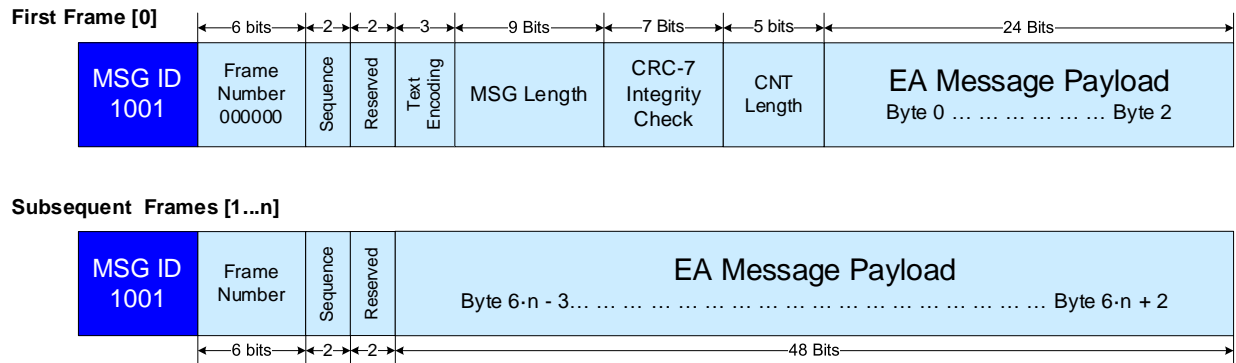 First Frame [0]
6 bits 2 2 3 9 Bits 7 Bits 5 bits 24 Bits
MSG ID
1001
Frame
Number
000000
Sequence
Reserved
Text
Encoding
MSG Length
CRC-7
Integrity
Check
CNT
Length
EA Message Payload
Byte 0 … … … … … … Byte 2
Subsequent Frames [1...n]
MSG ID
1001
Frame
Number
Sequence
Reserved
EA Message Payload
Byte 6·n - 3… … … … … … … … … … … … … … … … … … Byte 6·n + 2
6 bits 2 2 48 Bits